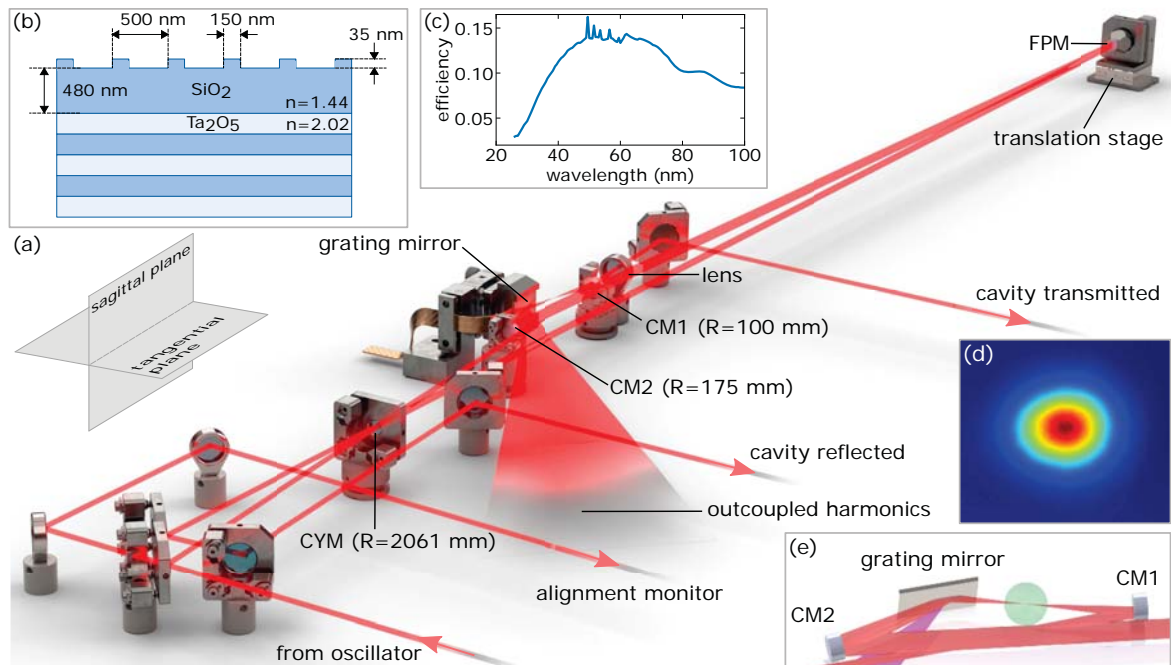 (b)
500 nm
150 nm
35 nm
480 nm
SiO2
n=1.44
Ta2O5
n=2.02
(c)
efficiency
0.15
0.10
0.05
20
40
60
80
100
wavelength (nm)
FPM
translation stage
(a)
sagittal plane
tangential
plane
grating mirror
lens
cavity transmitted
CM1 (R=100 mm)
CM2 (R=175 mm)
(d)
cavity reflected
outcoupled harmonics
CYM (R=2061 mm)
alignment monitor
from oscillator
(e)
grating mirror
CM1
CM2